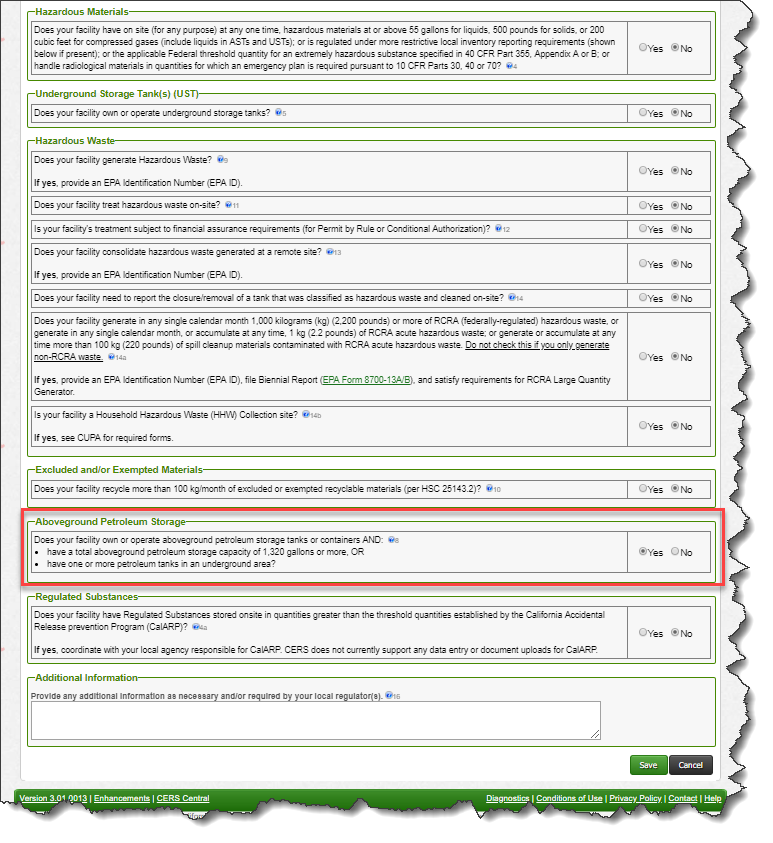 Hazardous Materials
Does your facility have on site (for any purpose) at any one time, hazardous materials at or above 55 gallons for liquids, 500 pounds for solids, or 200
cubic feet for compressed gases (include liquids in ASTs and USTs); or is regulated under more restrictive local inventory reporting requirements (shown
below if present); or the applicable Federal threshold quantity for an extremely hazardous substance specified in 40 CFR Part 355, Appendix A or B; or
handle radiological materials in quantities for which an emergency plan is required pursuant to 10 CFR Parts 30, 40 or 70? ?4
Yes No
Underground Storage Tank(s) (UST)
Does your facility own or operate underground storage tanks? ?5
Yes No
Hazardous Waste
Does your facility generate Hazardous Waste? ?9
If yes, provide an EPA Identification Number (EPA ID).
Yes No
Does your facility treat hazardous waste on-site? ?11
Yes No
Is your facility's treatment subject to financial assurance requirements (for Permit by Rule or Conditional Authorization)? ?12
Yes No
Does your facility consolidate hazardous waste generated at a remote site? ?13
If yes, provide an EPA Identification Number (EPA ID).
Yes No
Does your facility need to report the closure/removal of a tank that was classified as hazardous waste and cleaned on-site? ?14
Yes No
Does your facility generate in any single calendar month 1,000 kilograms (kg) (2,200 pounds) or more of RCRA (federally-regulated) hazardous waste, or
generate in any single calendar month, or accumulate at any time, 1 kg (2.2 pounds) of RCRA acute hazardous waste; or generate or accumulate at any
time more than 100 kg (220 pounds) of spill cleanup materials contaminated with RCRA acute hazardous waste. Do not check this if you only generate
non-RCRA waste. ?14a
If yes, provide an EPA Identification Number (EPA ID), file Biennial Report (EPA Form 8700-13A/B), and satisfy requirements for RCRA Large Quantity
Generator.
Yes No
Is your facility a Household Hazardous Waste (HHW) Collection site? ?14b
If yes, see CUPA for required forms.
Yes No
Excluded and/or Exempted Materials
Does your facility recycle more than 100 kg/month of excluded or exempted recyclable materials (per HSC 25143.2)? ?10
Yes No
Aboveground Petroleum Storage
Does your facility own or operate aboveground petroleum storage tanks or containers AND: ?8
• have a total aboveground petroleum storage capacity of 1,320 gallons or more, OR
• have one or more petroleum tanks in an underground area?
Yes No
Regulated Substances
Does your facility have Regulated Substances stored onsite in quantities greater than the threshold quantities established by the California Accidental
Release prevention Program (CalARP)? ?4a
If yes, coordinate with your local agency responsible for CalARP. CERS does not currently support any data entry or document uploads for CalARP.
Yes No
Additional Information
Provide any additional information as necessary and/or required by your local regulator(s). ?16
Save Cancel
Version 3.01.0013 | Enhancements | CERS Central
Diagnostics | Conditions of Use | Privacy Policy | Contact | Help